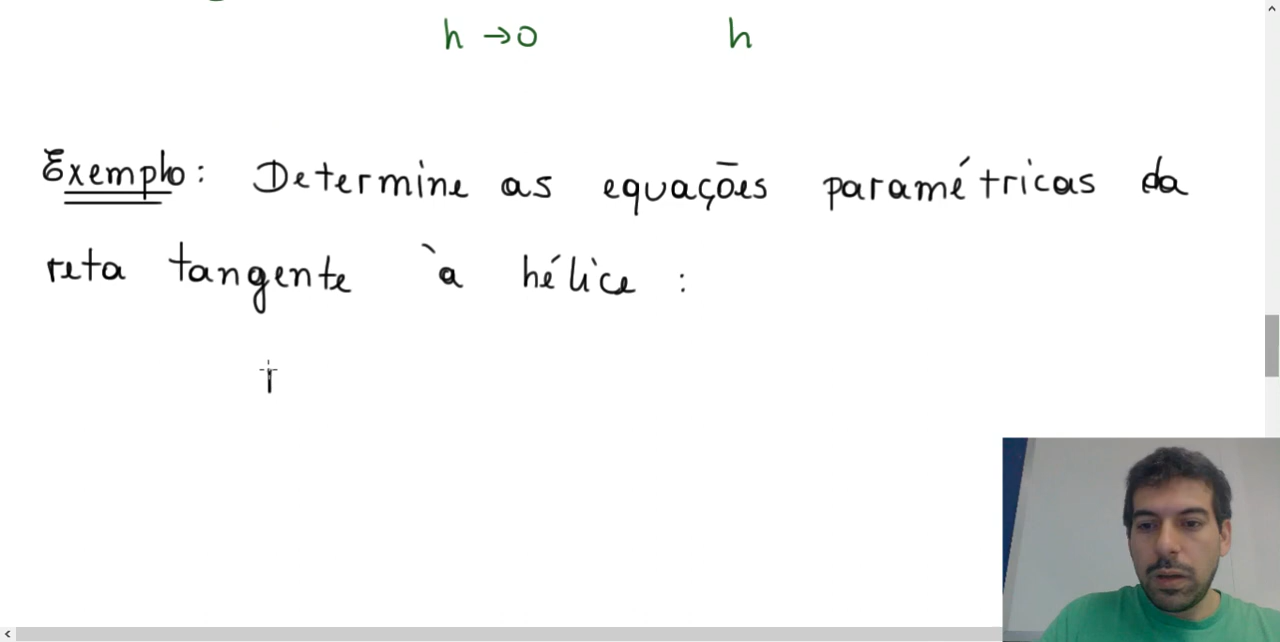 h →0 h
Exemplo: Determine as equações paramétricas da
reta tangente à hélice :